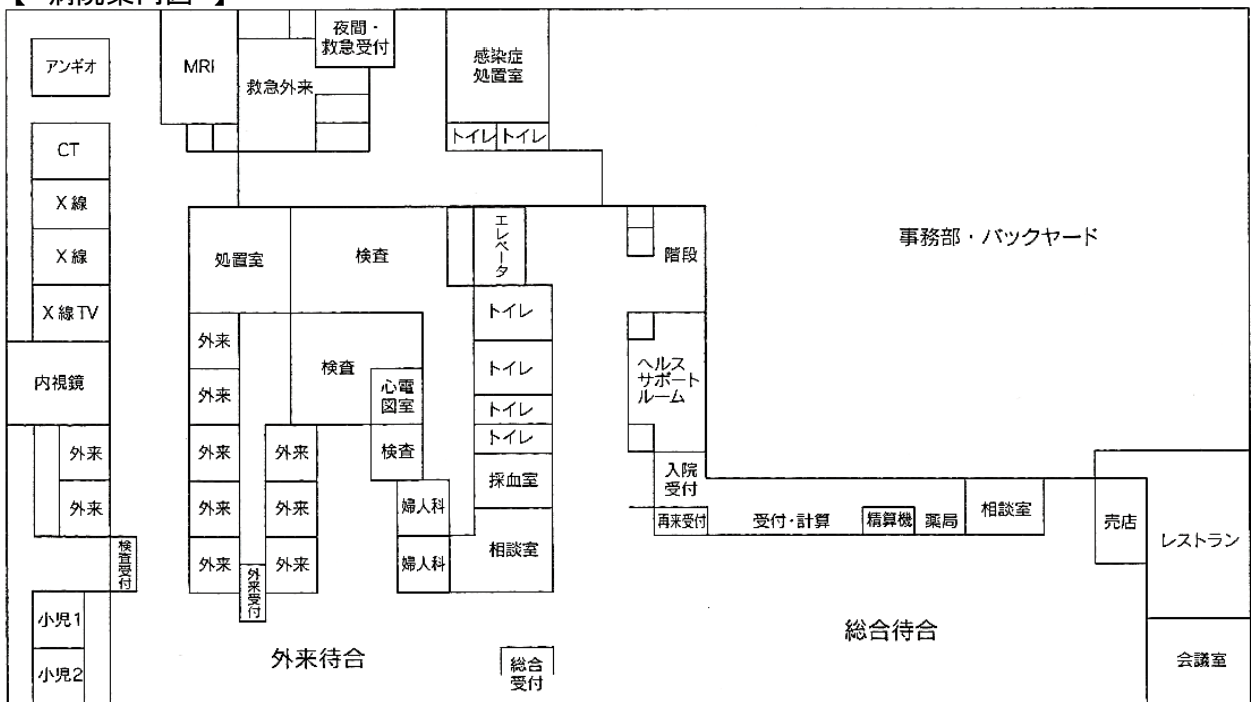 【 病院案内図 】
夜間・
救急受付
アンギオ
MRI
救急外来
感染症
処置室
トイレ
トイレ
CT
X線
X線
X線TV
内視鏡
外来
外来
検査受付
小児1
小児2
処置室
検査
エレベータ
階段
事務部・バックヤード
トイレ
トイレ
トイレ
トイレ
外来
外来
外来
外来
外来
検査
心電
図室
検査
外来
外来
外来
外来受付
婦人科
婦人科
採血室
相談室
ヘルス
サポート
ルーム
入院
受付
再来受付
受付・計算
精算機
薬局
相談室
売店
レストラン
会議室
外来待合
総合
受付
総合待合